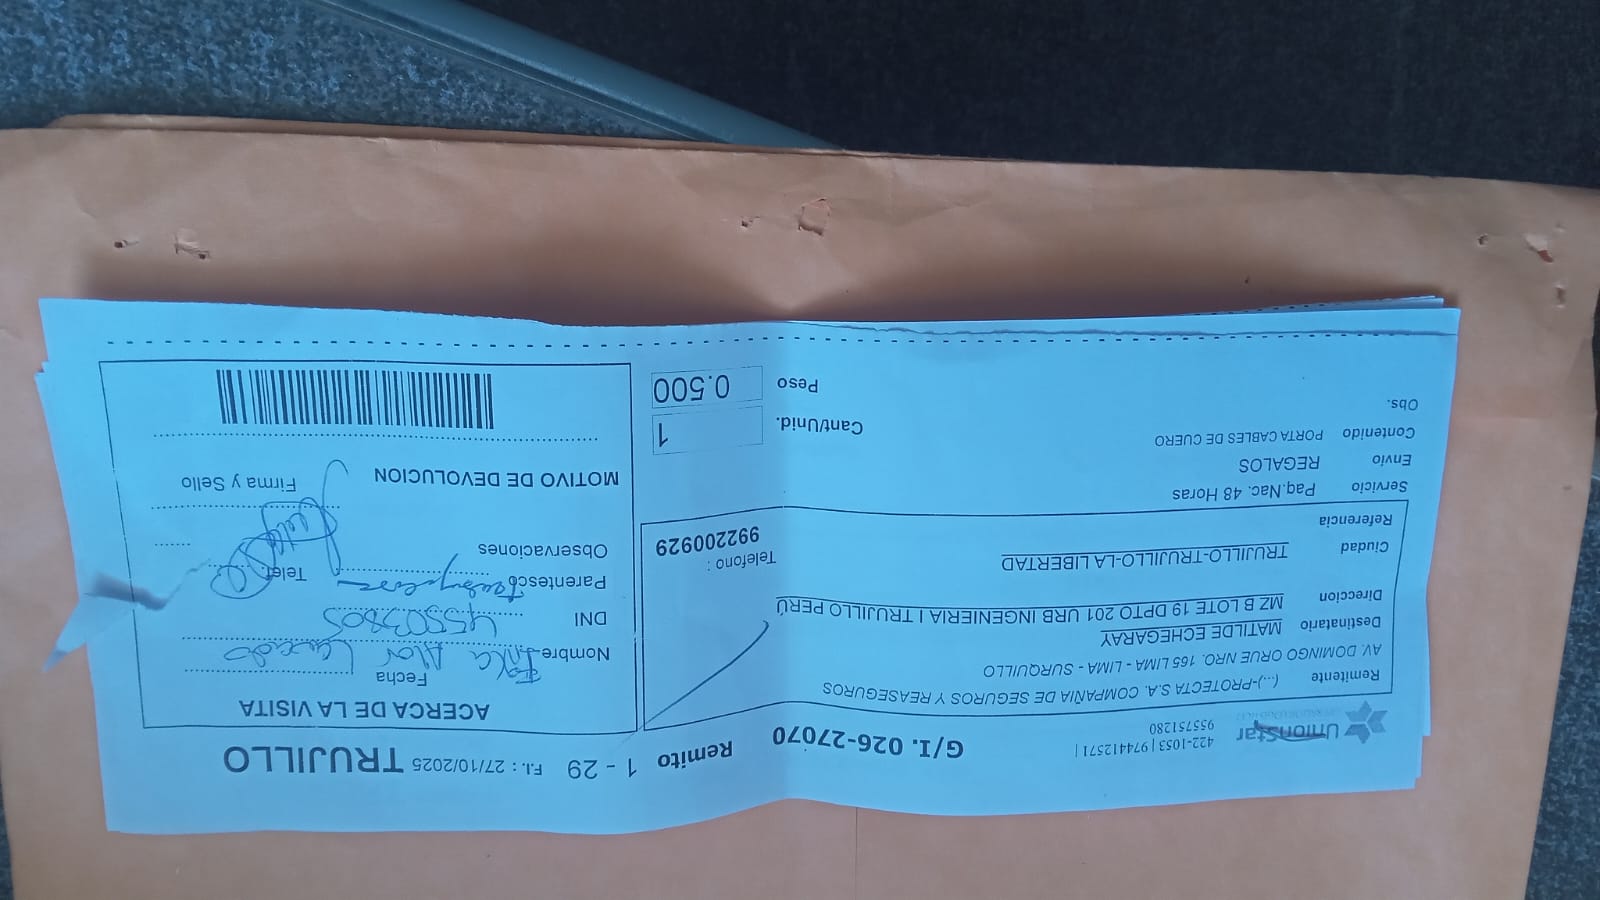 UnionStar
OPERADOR LOGISTICO
422-1053 | 974412571 |
955751280
G/I. 026-27070
Remito 1 - 29 F.I.: 27/10/2025 TRUJILLO
Remitente (...)-PROTECTA S.A. COMPAÑIA DE SEGUROS Y REASEGUROS
AV. DOMINGO ORUE NRO. 165 LIMA - LIMA - SURQUILLO
Destinatario MATILDE ECHEGARAY
Direccion MZ B LOTE 19 DPTO 201 URB INGENIERIA I TRUJILLO PERÚ
Ciudad TRUJILLO-TRUJILLO-LA LIBERTAD
Referencia
Telefono :
992200929
Servicio Paq.Nac. 48 Horas
Envio REGALOS
Contenido PORTA CABLES DE CUERO
Obs.
Cant/Unid. 1
Peso 0.500
ACERCA DE LA VISITA
Fecha
Nombre
DNI
Parentesco
Telef.
Observaciones
MOTIVO DE DEVOLUCION
Firma y Sello